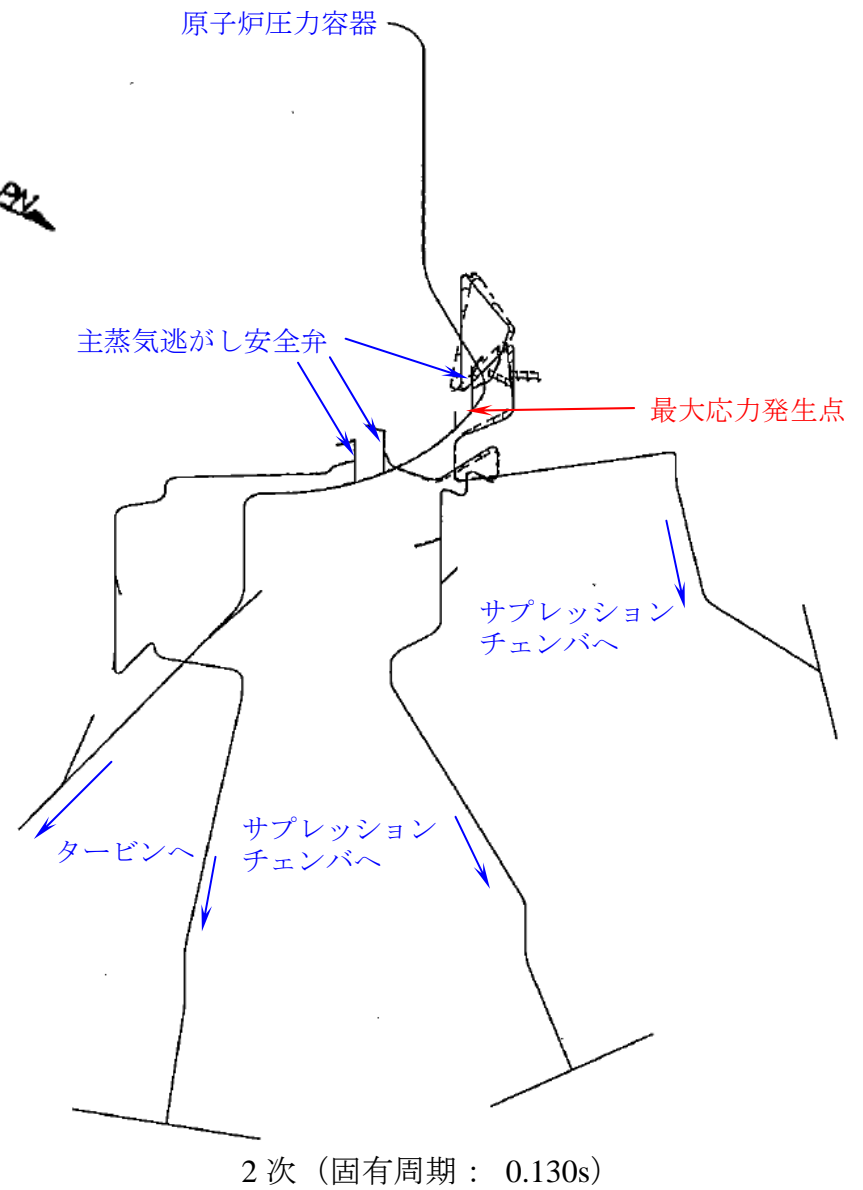 原子炉圧力容器
PN
主蒸気逃がし安全弁
最大応力発生点
サプレッション
チェンバへ
タービンへ
サプレッション
チェンバへ
2 次（固有周期： 0.130s）